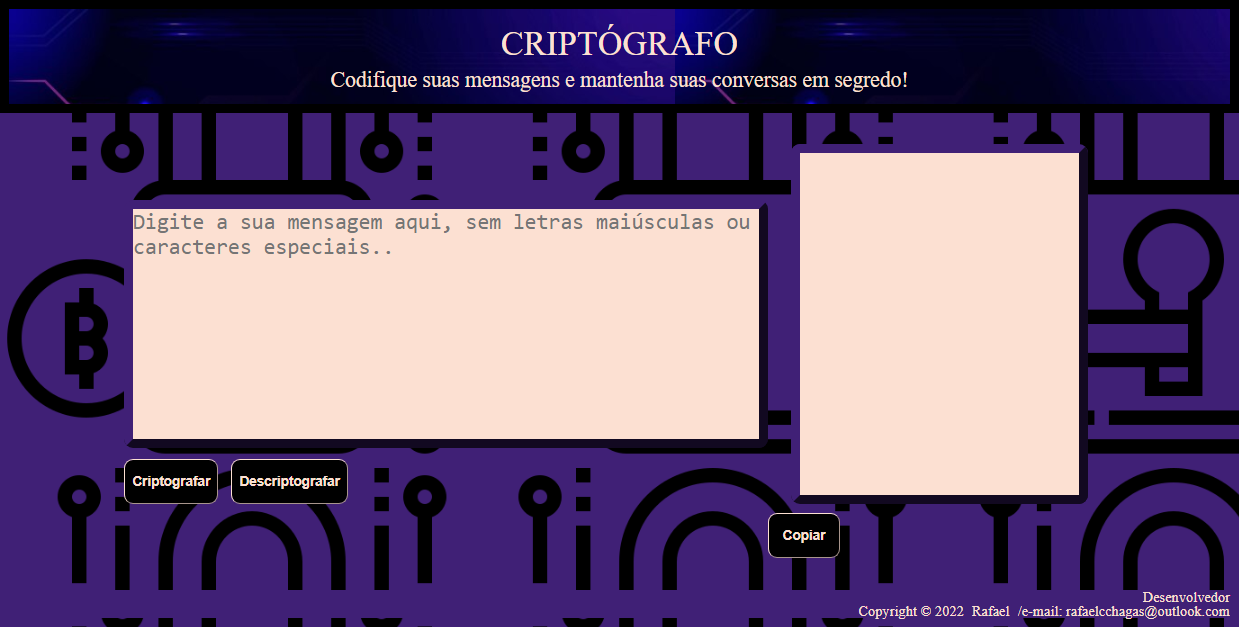 CRIPTÓGRAFO
Codifique suas mensagens e mantenha suas conversas em segredo!
Digite a sua mensagem aqui, sem letras maiúsculas ou
caracteres especiais..
Criptografar
Descriptografar
Copiar
Desenvolvedor
Copyright © 2022 Rafael /e-mail: rafaelcchagas@outlook.com